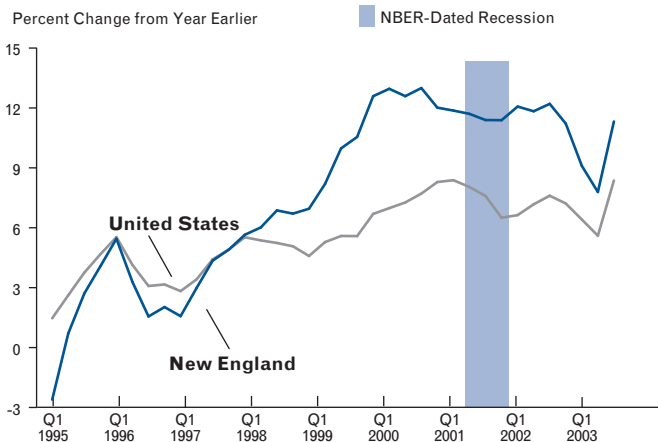 Percent Change from Year Earlier
NBER-Dated Recession
15
12
9
6
3
0
-3
United States
New England
Q1 Q1 Q1 Q1 Q1 Q1 Q1 Q1 Q1
1995 1996 1997 1998 1999 2000 2001 2002 2003